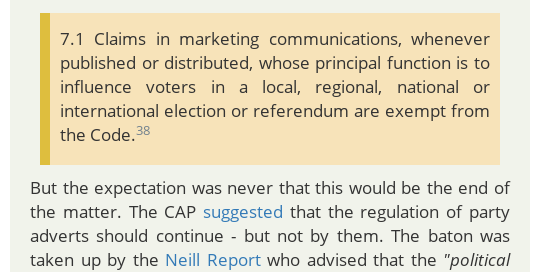 7.1 Claims in marketing communications, whenever
published or distributed, whose principal function is to
influence voters in a local, regional, national or
international election or referendum are exempt from
the Code.38
But the expectation was never that this would be the end of
the matter. The CAP suggested that the regulation of party
adverts should continue - but not by them. The baton was
taken up by the Neill Report who advised that the "political